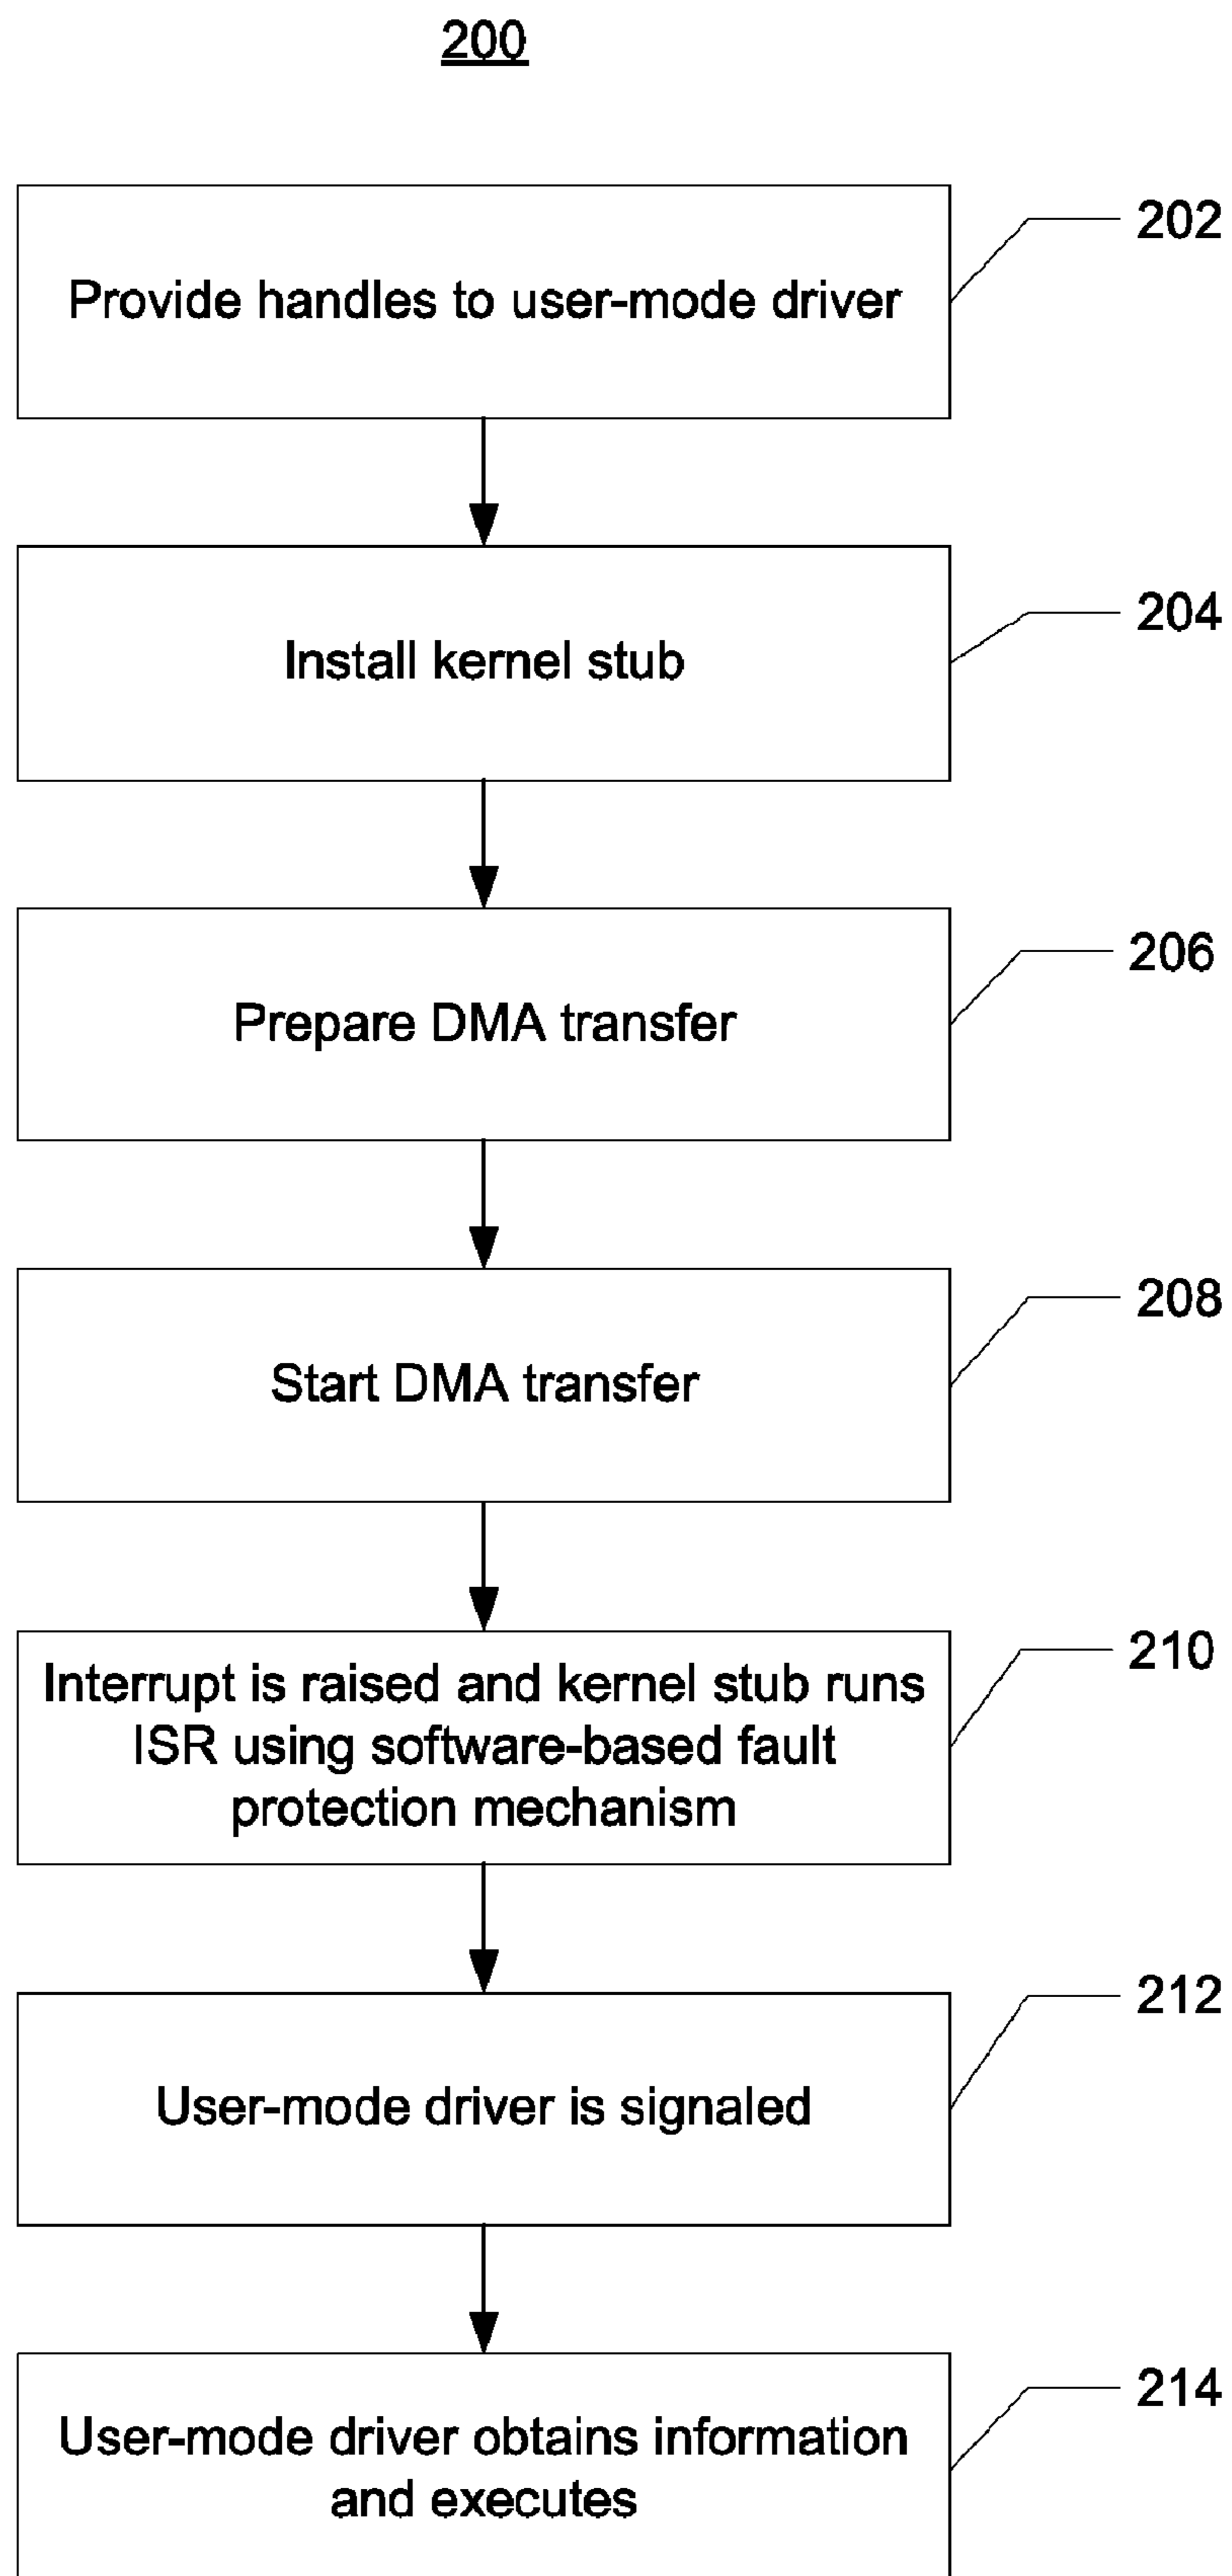 200
Provide handles to user-mode driver
202
Install kernel stub
204
Prepare DMA transfer
206
Start DMA transfer
208
Interrupt is raised and kernel stub runs
ISR using software-based fault
protection mechanism
210
User-mode driver is signaled
212
User-mode driver obtains information
and executes
214